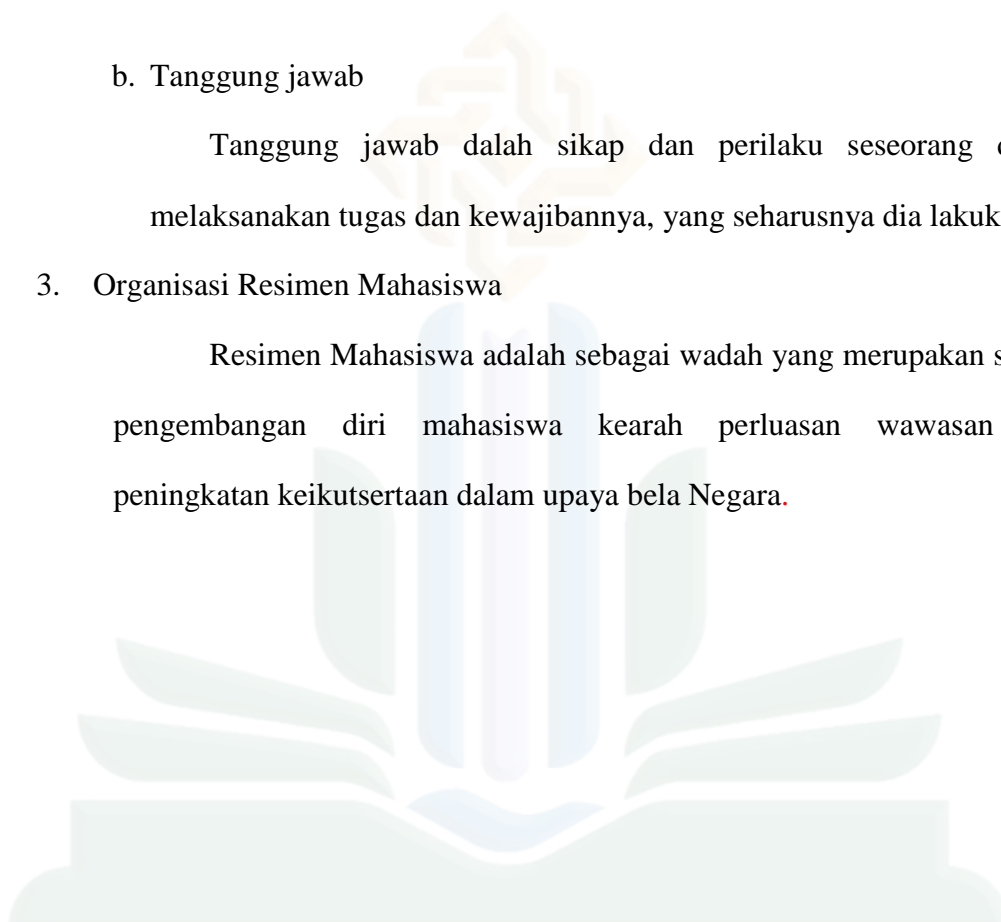 b. Tanggung jawab
Tanggung jawab dalah sikap dan perilaku seseorang
melaksanakan tugas dan kewajibannya, yang seharusnya dia
3. Organisasi Resimen Mahasiswa
Resimen Mahasiswa adalah sebagai wadah yang merupakan
pengembangan diri mahasiswa kearah perluasan wawasan
peningkatan keikutsertaan dalam upaya bela Negara.